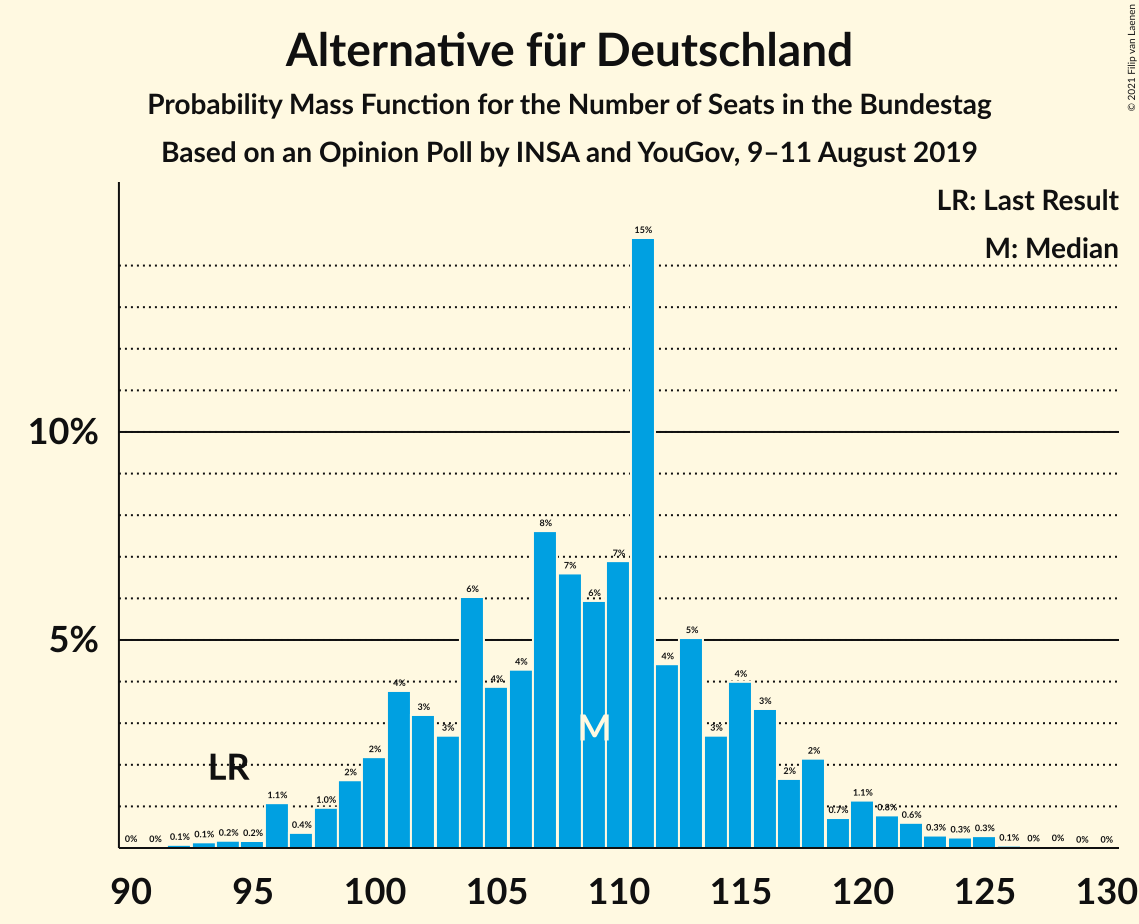 Alternative für Deutschland
Probability Mass Function for the Number of Seats in the Bundestag
Based on an Opinion Poll by INSA and YouGov, 9–11 August 2019
© 2021 Filip van Laenen
LR: Last Result
M: Median
10%
5%
0% 0% 0.1% 0.1% 0.2% 0.2% 1.1% 0.4% 1.0% 2% 2% 4% 3% 3% 6% 4% 4% 8% 7% 6% 7% 15% 4% 5% 3% 4% 3% 2% 2% 0.7% 1.1% 0.8% 0.6% 0.3% 0.3% 0.3% 0.1% 0% 0% 0% 0%
LR
M
90 95 100 105 110 115 120 125 130